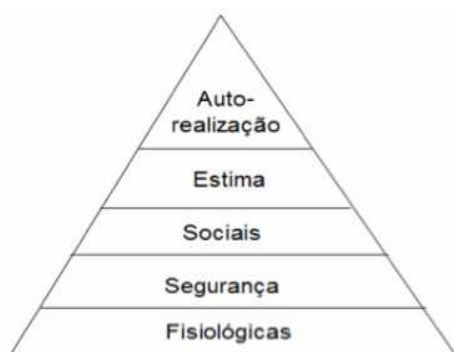 Auto-
realização
Estima
Sociais
Segurança
Fisiológicas